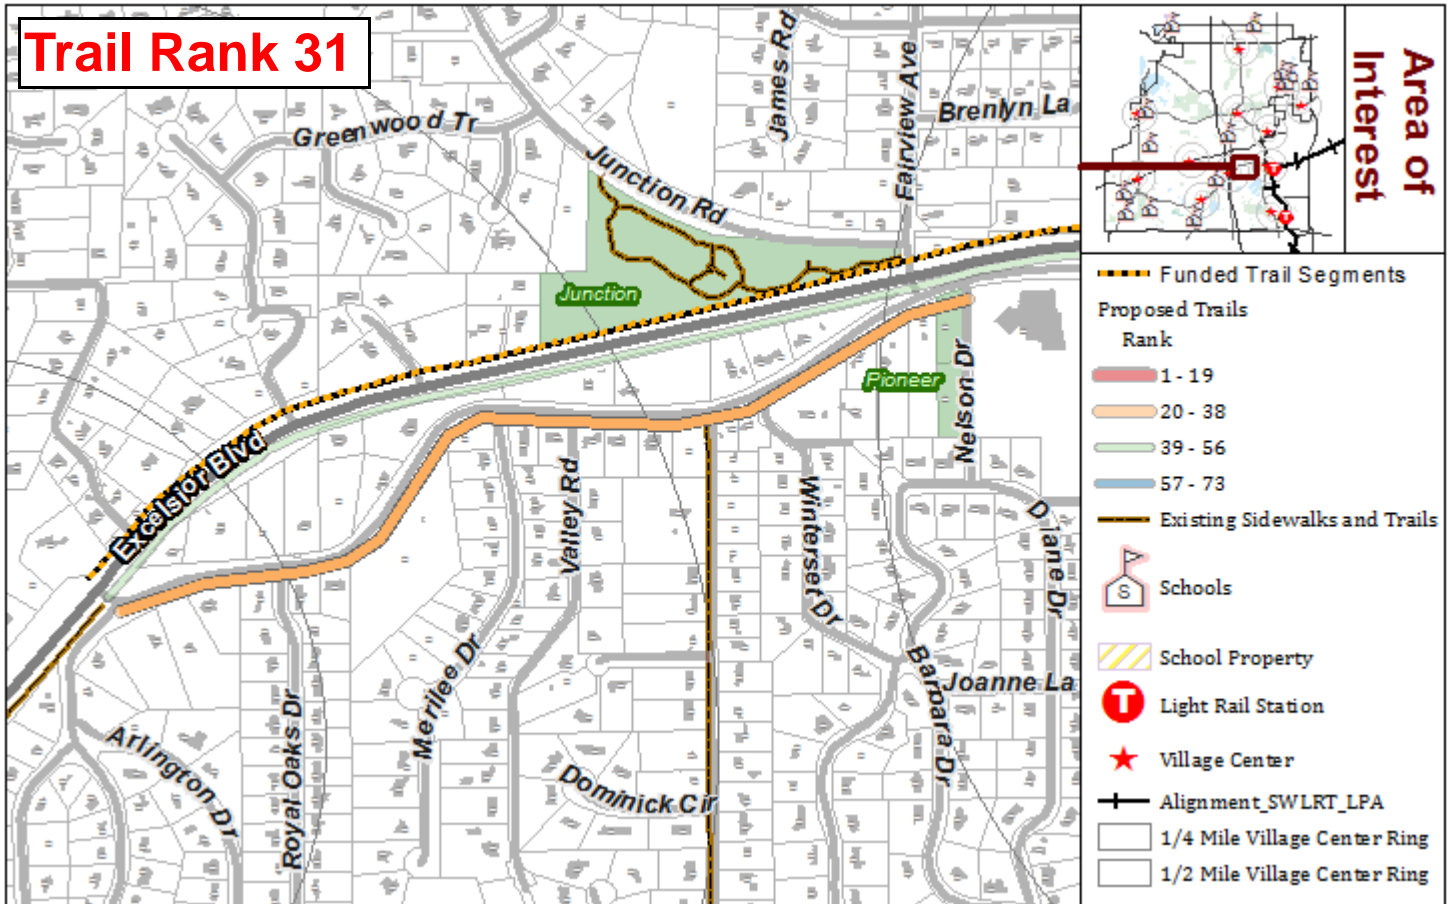 Trail Rank 31
James Rd
Fairview Ave
Brenlyn La
Greenwood Tr
Junction Rd
Junction
Pioneer
Nelson Dr
Excelsior Blvd
Valley Rd
Winterset Dr
Diane Dr
Merilee Dr
Barbara Dr
Joanne La
Royal Oaks Dr
Arlington Dr
Dominick Cir
Area of
Interest
Funded Trail Segments
Proposed Trails
Rank
1 - 19
20 - 38
39 - 56
57 - 73
Existing Sidewalks and Trails
S
Schools
School Property
T
Light Rail Station
Village Center
Alignment_SWLRT_LPA
1/4 Mile Village Center Ring
1/2 Mile Village Center Ring